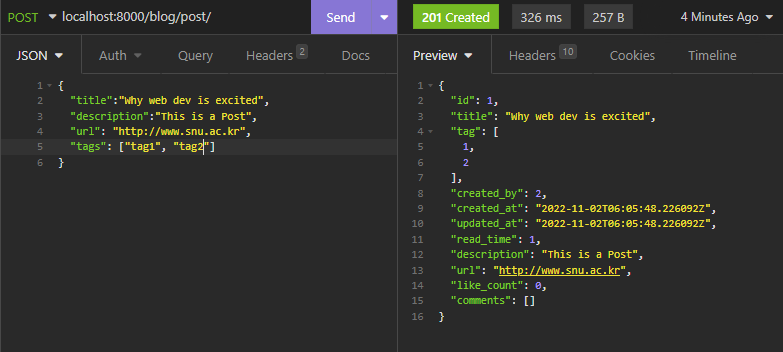 POST localhost:8000/blog/post/ Send 201 Created 326 ms 257 B 4 Minutes Ago
JSON Auth Query Headers 2 Docs
1 {
2 "title":"Why web dev is excited",
3 "description":"This is a Post",
4 "url": "http://www.snu.ac.kr",
5 "tags": ["tag1", "tag2"]
6 }
Preview Headers 10 Cookies Timeline
1 {
2 "id": 1,
3 "title": "Why web dev is excited",
4 "tag": [
5 1,
6 2
7 ],
8 "created_by": 2,
9 "created_at": "2022-11-02T06:05:48.226092Z",
10 "updated_at": "2022-11-02T06:05:48.226092Z",
11 "read_time": 1,
12 "description": "This is a Post",
13 "url": "http://www.snu.ac.kr",
14 "like_count": 0,
15 "comments": []
16 }